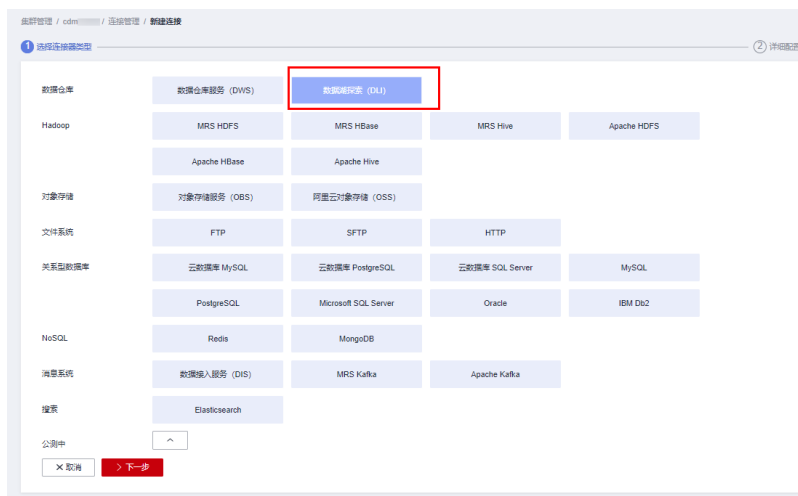 集群管理 / cdm / 连接管理 / 新建连接
1 选择连接器类型 2 详细配置
数据仓库 数据仓库服务 (DWS) 数据湖探索 (DLI)
Hadoop MRS HDFS MRS HBase MRS Hive Apache HDFS
Apache HBase Apache Hive
对象存储 对象存储服务 (OBS) 阿里云对象存储 (OSS)
文件系统 FTP SFTP HTTP
关系型数据库 云数据库 MySQL 云数据库 PostgreSQL 云数据库 SQL Server MySQL
PostgreSQL Microsoft SQL Server Oracle IBM Db2
NoSQL Redis MongoDB
消息系统 数据接入服务 (DIS) MRS Kafka Apache Kafka
搜索 Elasticsearch
公测中
取消 下一步